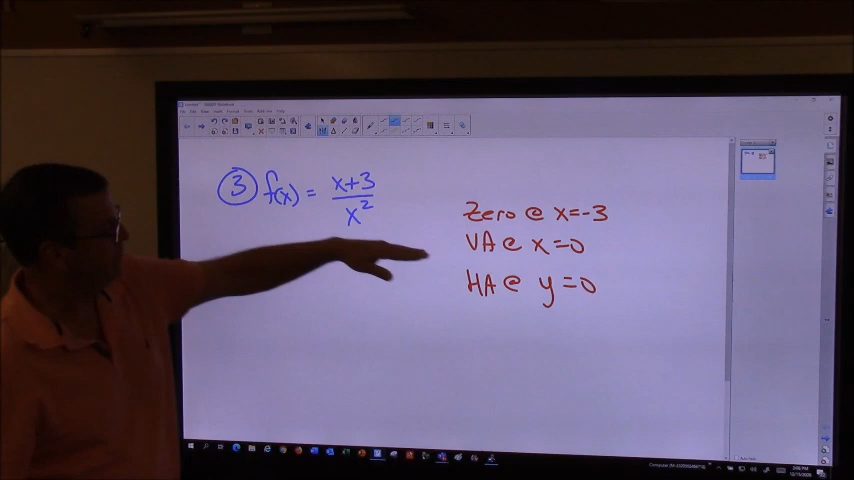 ③ f(x) = x+3
x²
Zero @ x=-3
VA @ x=0
HA @ y=0